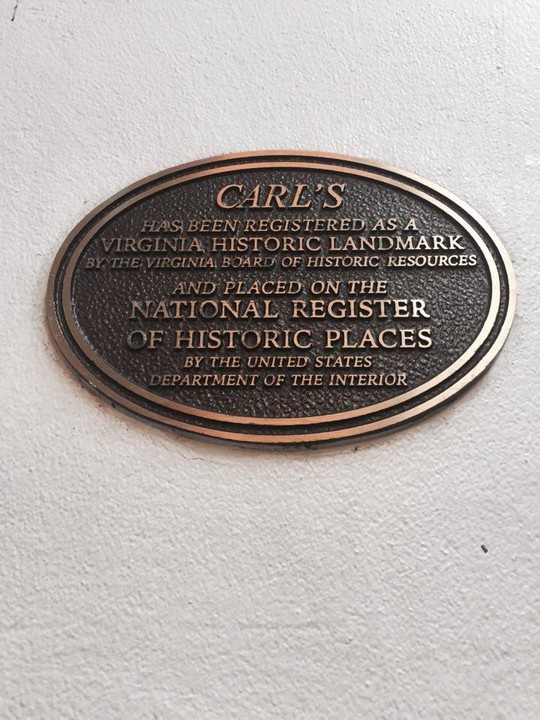 CARL'S
HAS BEEN REGISTERED AS A
VIRGINIA HISTORIC LANDMARK
BY THE VIRGINIA BOARD OF HISTORIC RESOURCES
AND PLACED ON THE
NATIONAL REGISTER
OF HISTORIC PLACES
BY THE UNITED STATES
DEPARTMENT OF THE INTERIOR